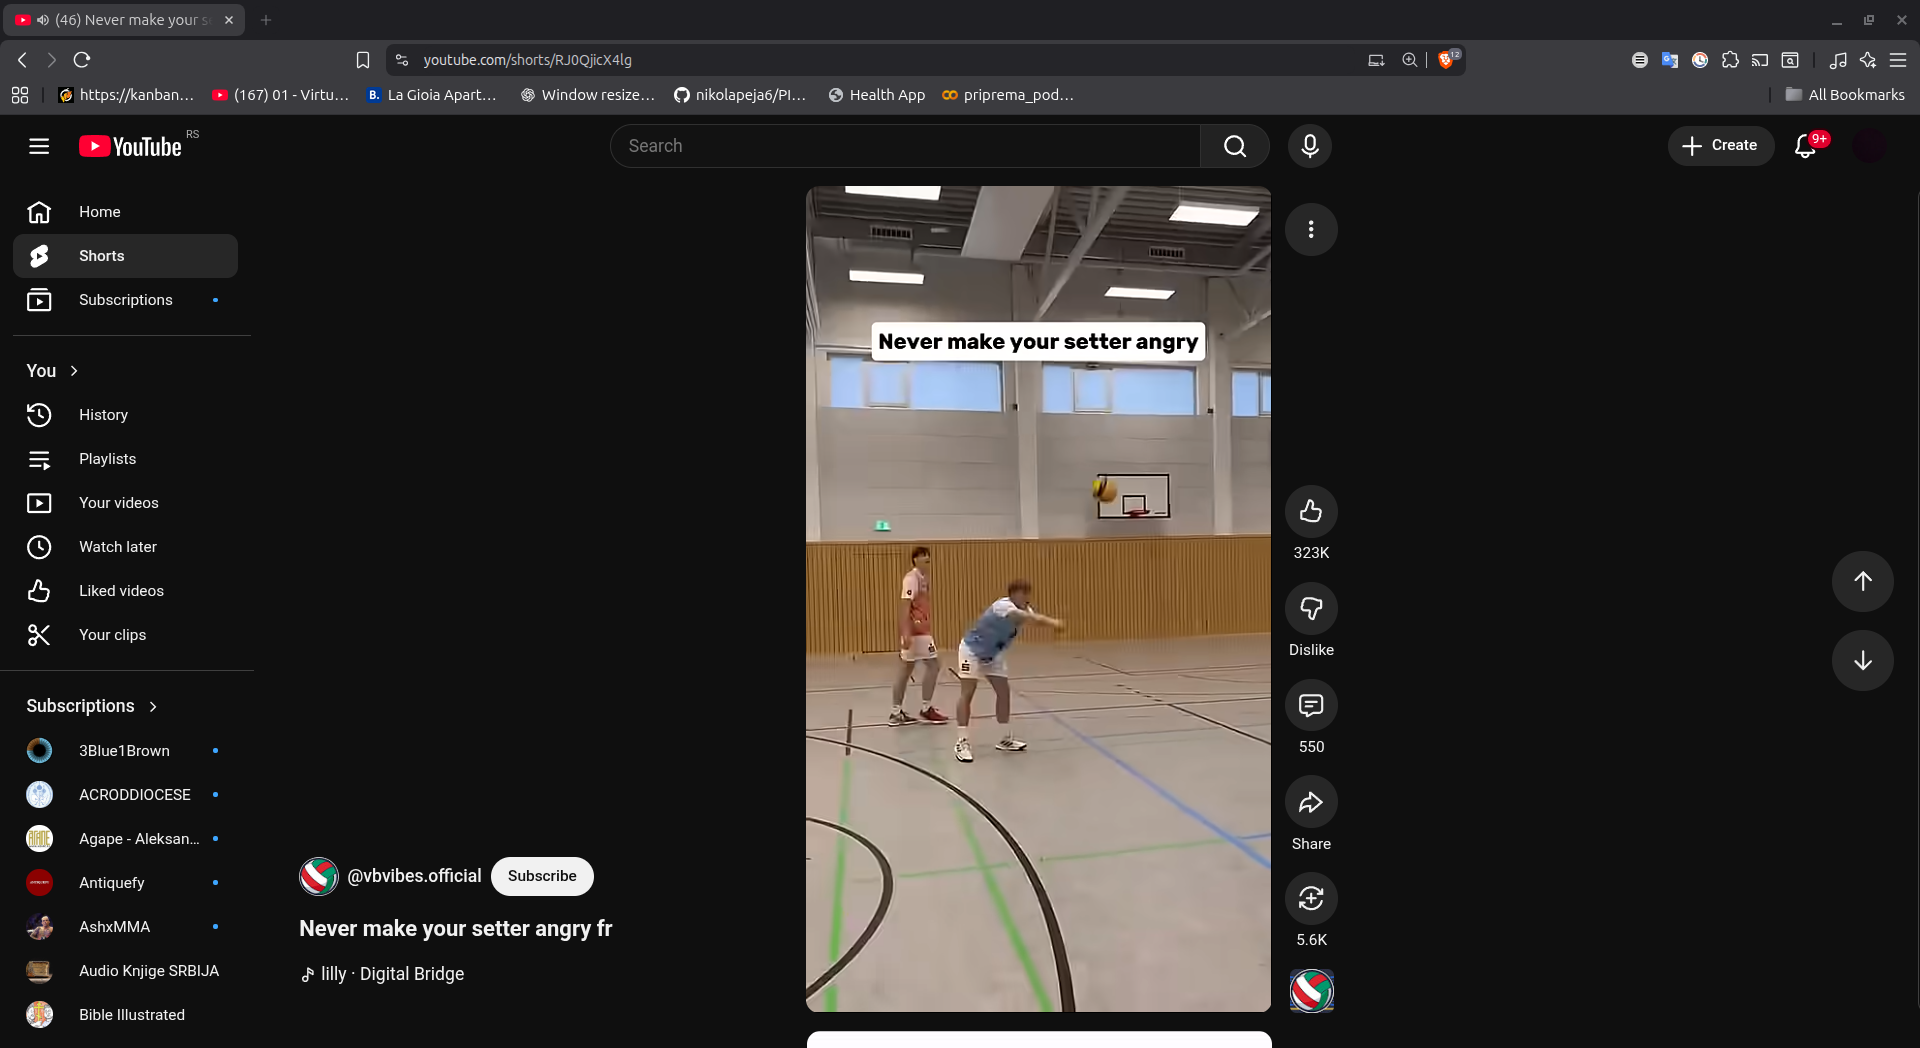 (46) Never make your s
youtube.com/shorts/RJ0QjicX4lg
12
https://kanban...
(167) 01 - Virtu...
B.
La Gioia Apart...
Window resize...
nikolapeja6/PI...
Health App
priprema_pod...
All Bookmarks
YouTube
RS
Search
Create
9+
Home
Shorts
Subscriptions
You
History
Playlists
Your videos
Watch later
Liked videos
Your clips
Subscriptions
3Blue1Brown
ACRODDIOCESE
Agape - Aleksan...
Antiquefy
AshxMMA
Audio Knjige SRBIJA
Bible Illustrated
Never make your setter angry
@vbvibes.official
Subscribe
Never make your setter angry fr
lilly · Digital Bridge
323K
Dislike
550
Share
5.6K